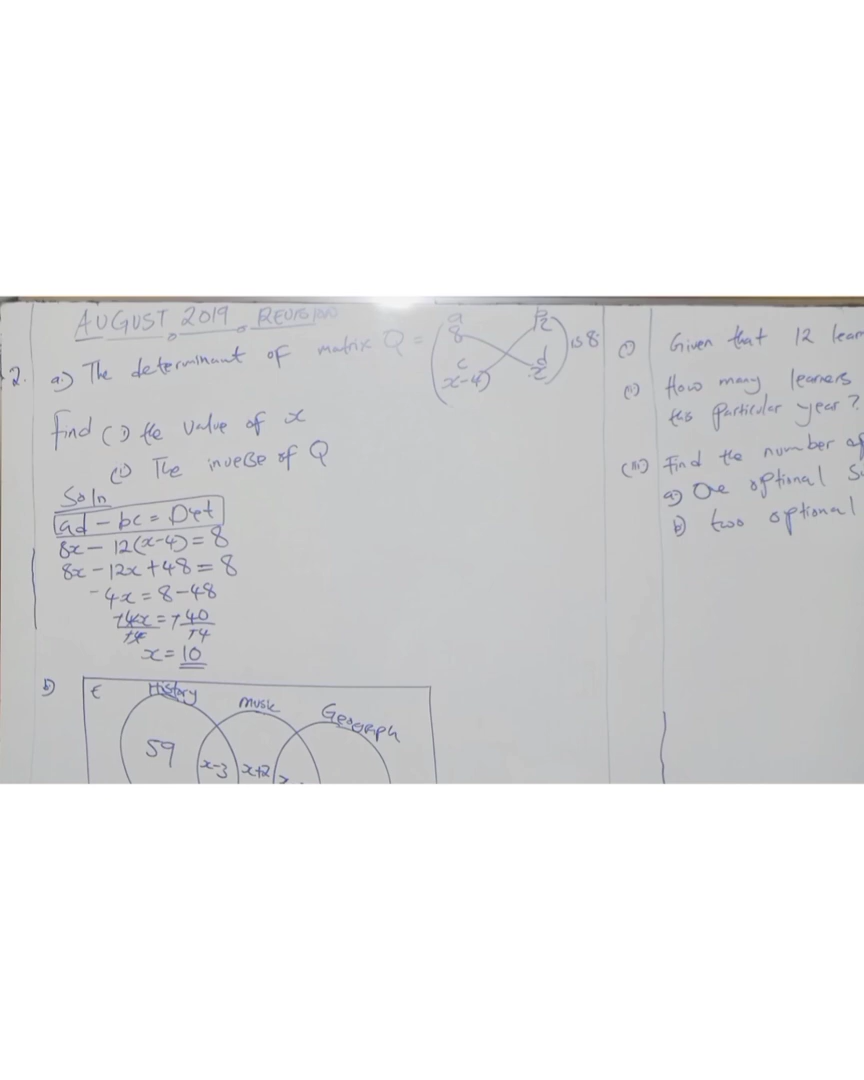 AUGUST 2019 REVISION
2. a.) The determinant of matrix Q = (8 12
x-4 x) is 8.
a b
c d
Find (i) the value of x
(ii) The inverse of Q
Soln
ad - bc = Det
8x - 12(x-4) = 8
8x - 12x + 48 = 8
-4x = 8 - 48
-4x = -40
-4 -4
x = 10
b) E History Music Geograph
59 x-3 x+2
(i) Given that 12 lear
(ii) How many learners
this particular year?
(iii) Find the number of
a) One optional Su
b) two optional